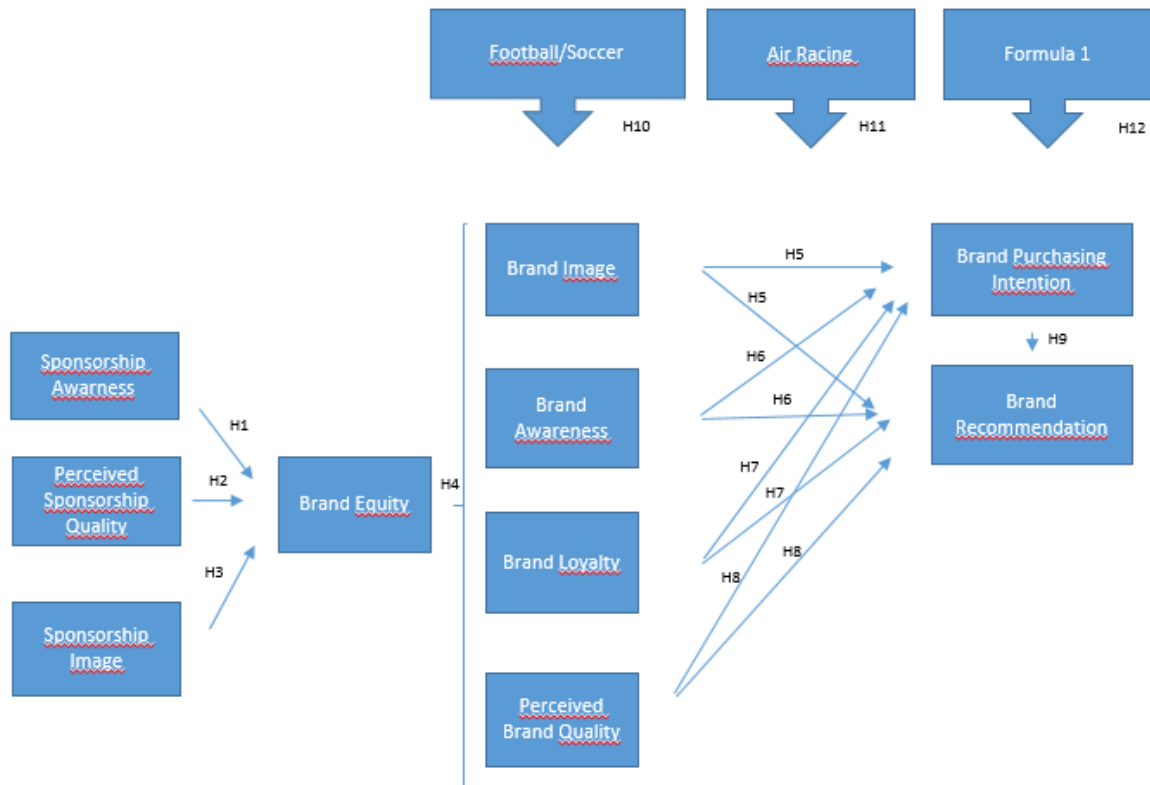 Football/Soccer
Air Racing
Formula 1
H10
H11
H12
Brand Image
H5
Brand Purchasing
Intention
H5
H9
Sponsorship
Awarness
H6
Brand
Awareness
H6
Brand
Recommendation
H1
Perceived
Sponsorship
Quality
H2
Brand Equity
H4
H7
H7
Brand Loyalty
H8
H8
H3
Sponsorship
Image
Perceived
Brand Quality